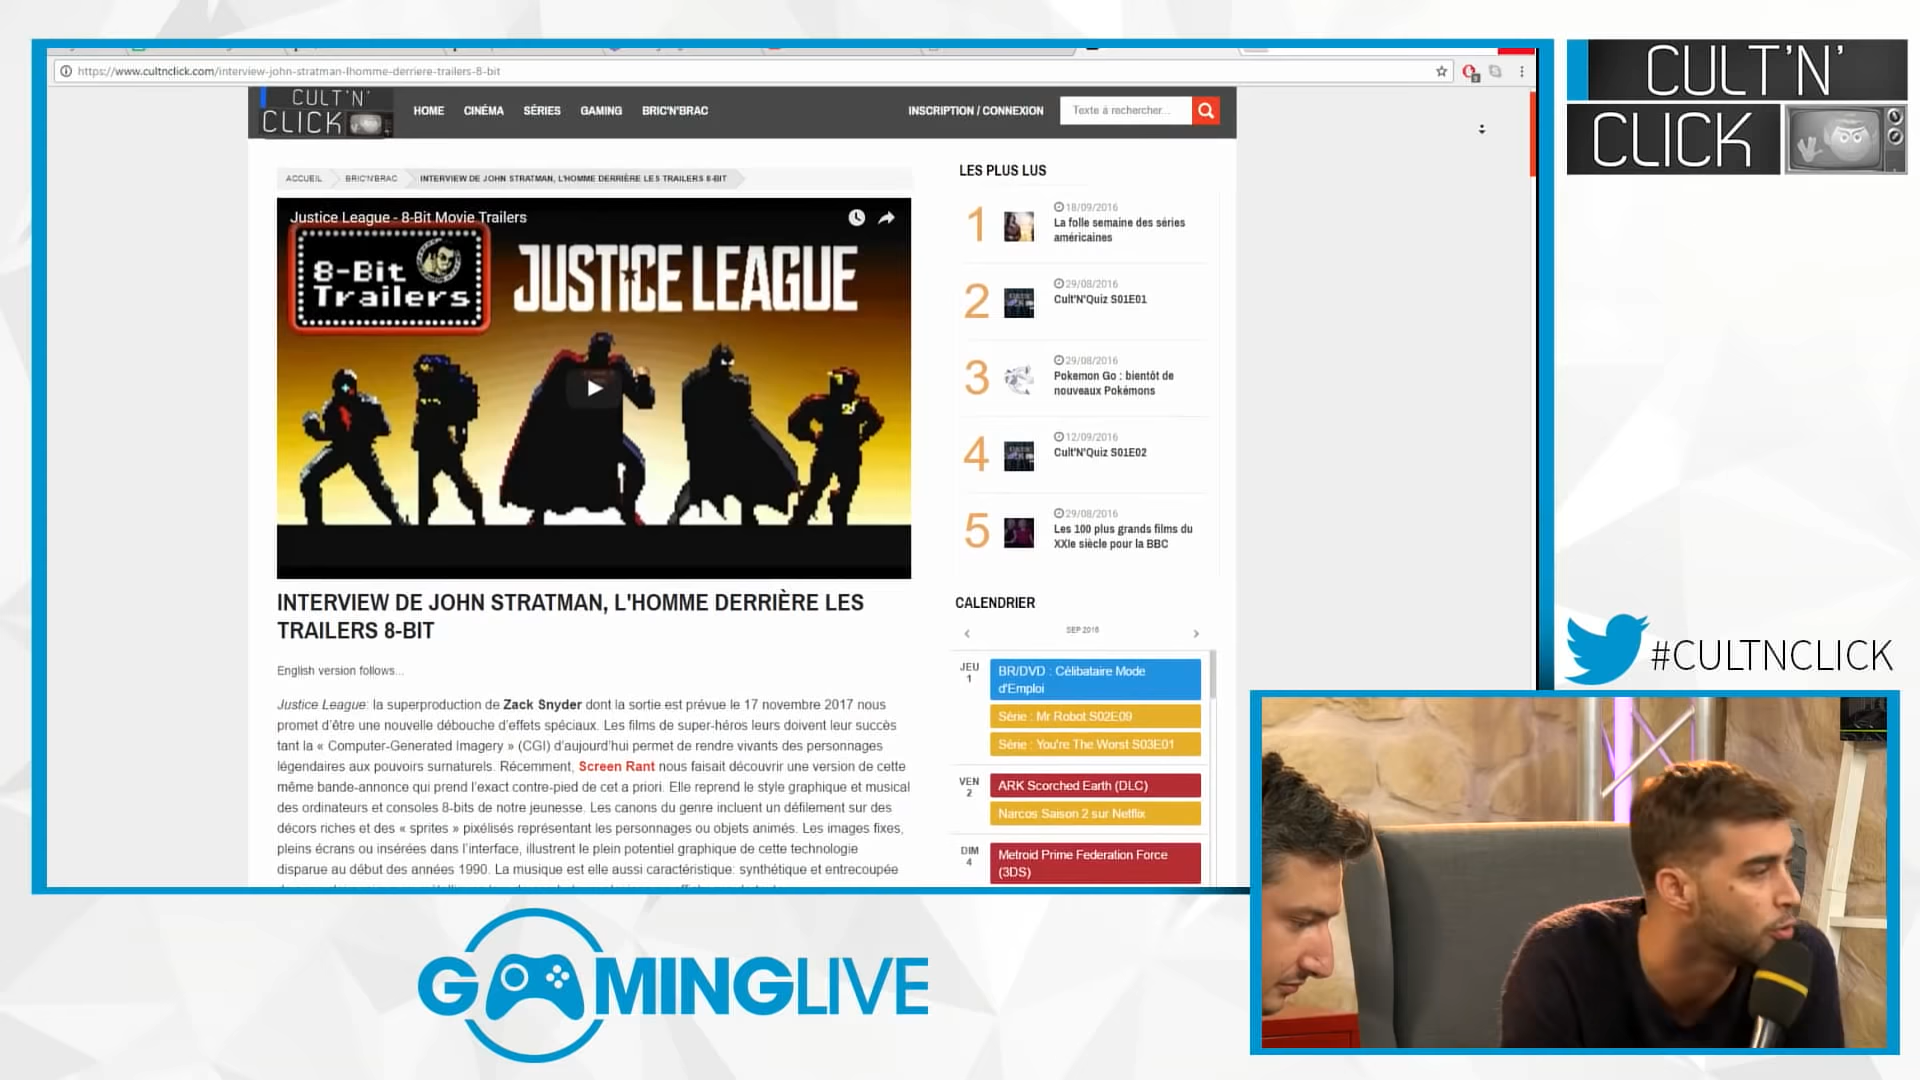 https://www.cultnclick.com/interview-john-stratman-lhomme-derriere-trailers-8-bit
CULT'N'
CLICK
HOME CINÉMA SÉRIES GAMING BRIC'N'BRAC
INSCRIPTION / CONNEXION
Texte à rechercher...
ACCUEIL BRIC'N'BRAC INTERVIEW DE JOHN STRATMAN, L'HOMME DERRIÈRE LES TRAILERS 8-BIT
Justice League - 8-Bit Movie Trailers
8-Bit
Trailers
JUSTICE LEAGUE
INTERVIEW DE JOHN STRATMAN, L'HOMME DERRIÈRE LES
TRAILERS 8-BIT
English version follows...
Justice League: la superproduction de Zack Snyder dont la sortie est prévue le 17 novembre 2017 nous
promet d'être une nouvelle débouche d'effets spéciaux. Les films de super-héros leurs doivent leur succès
tant la « Computer-Generated Imagery » (CGI) d'aujourd'hui permet de rendre vivants des personnages
légendaires aux pouvoirs surnaturels. Récemment, Screen Rant nous faisait découvrir une version de cette
même bande-annonce qui prend l'exact contre-pied de cet a priori. Elle reprend le style graphique et musical
des ordinateurs et consoles 8-bits de notre jeunesse. Les canons du genre incluent un défilement sur des
décors riches et des « sprites » pixélisés représentant les personnages ou objets animés. Les images fixes,
pleins écrans ou insérées dans l'interface, illustrent le plein potentiel graphique de cette technologie
disparue au début des années 1990. La musique est elle aussi caractéristique: synthétique et entrecoupée
LES PLUS LUS
1
18/09/2016
La folle semaine des séries
américaines
2
29/08/2016
Cult'N'Quiz S01E01
3
29/08/2016
Pokemon Go : bientôt de
nouveaux Pokémons
4
12/09/2016
Cult'N'Quiz S01E02
5
29/08/2016
Les 100 plus grands films du
XXIe siècle pour la BBC
CALENDRIER
SEP 2016
JEU
1
BR/DVD : Célibataire Mode
d'Emploi
Série : Mr Robot S02E09
Série : You're The Worst S03E01
VEN
2
ARK Scorched Earth (DLC)
Narcos Saison 2 sur Netflix
DIM
4
Metroid Prime Federation Force
(3DS)
CULT'N'
CLICK
#CULTNCLICK
GAMINGLIVE